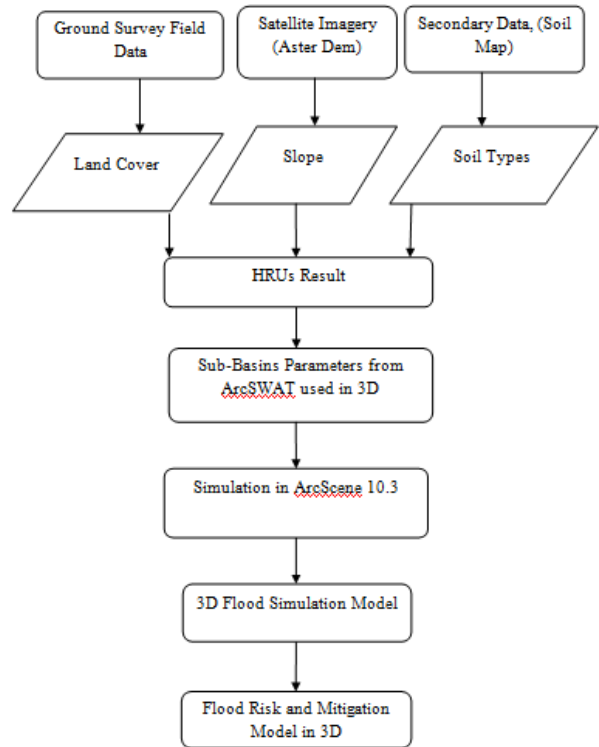 Ground Survey Field
Data
Satellite Imagery
(Aster Dem)
Secondary Data, (Soil
Map)
Land Cover
Slope
Soil Types
HRUs Result
Sub-Basins Parameters from
ArcSWAT used in 3D
Simulation in ArcScene 10.3
3D Flood Simulation Model
Flood Risk and Mitigation
Model in 3D